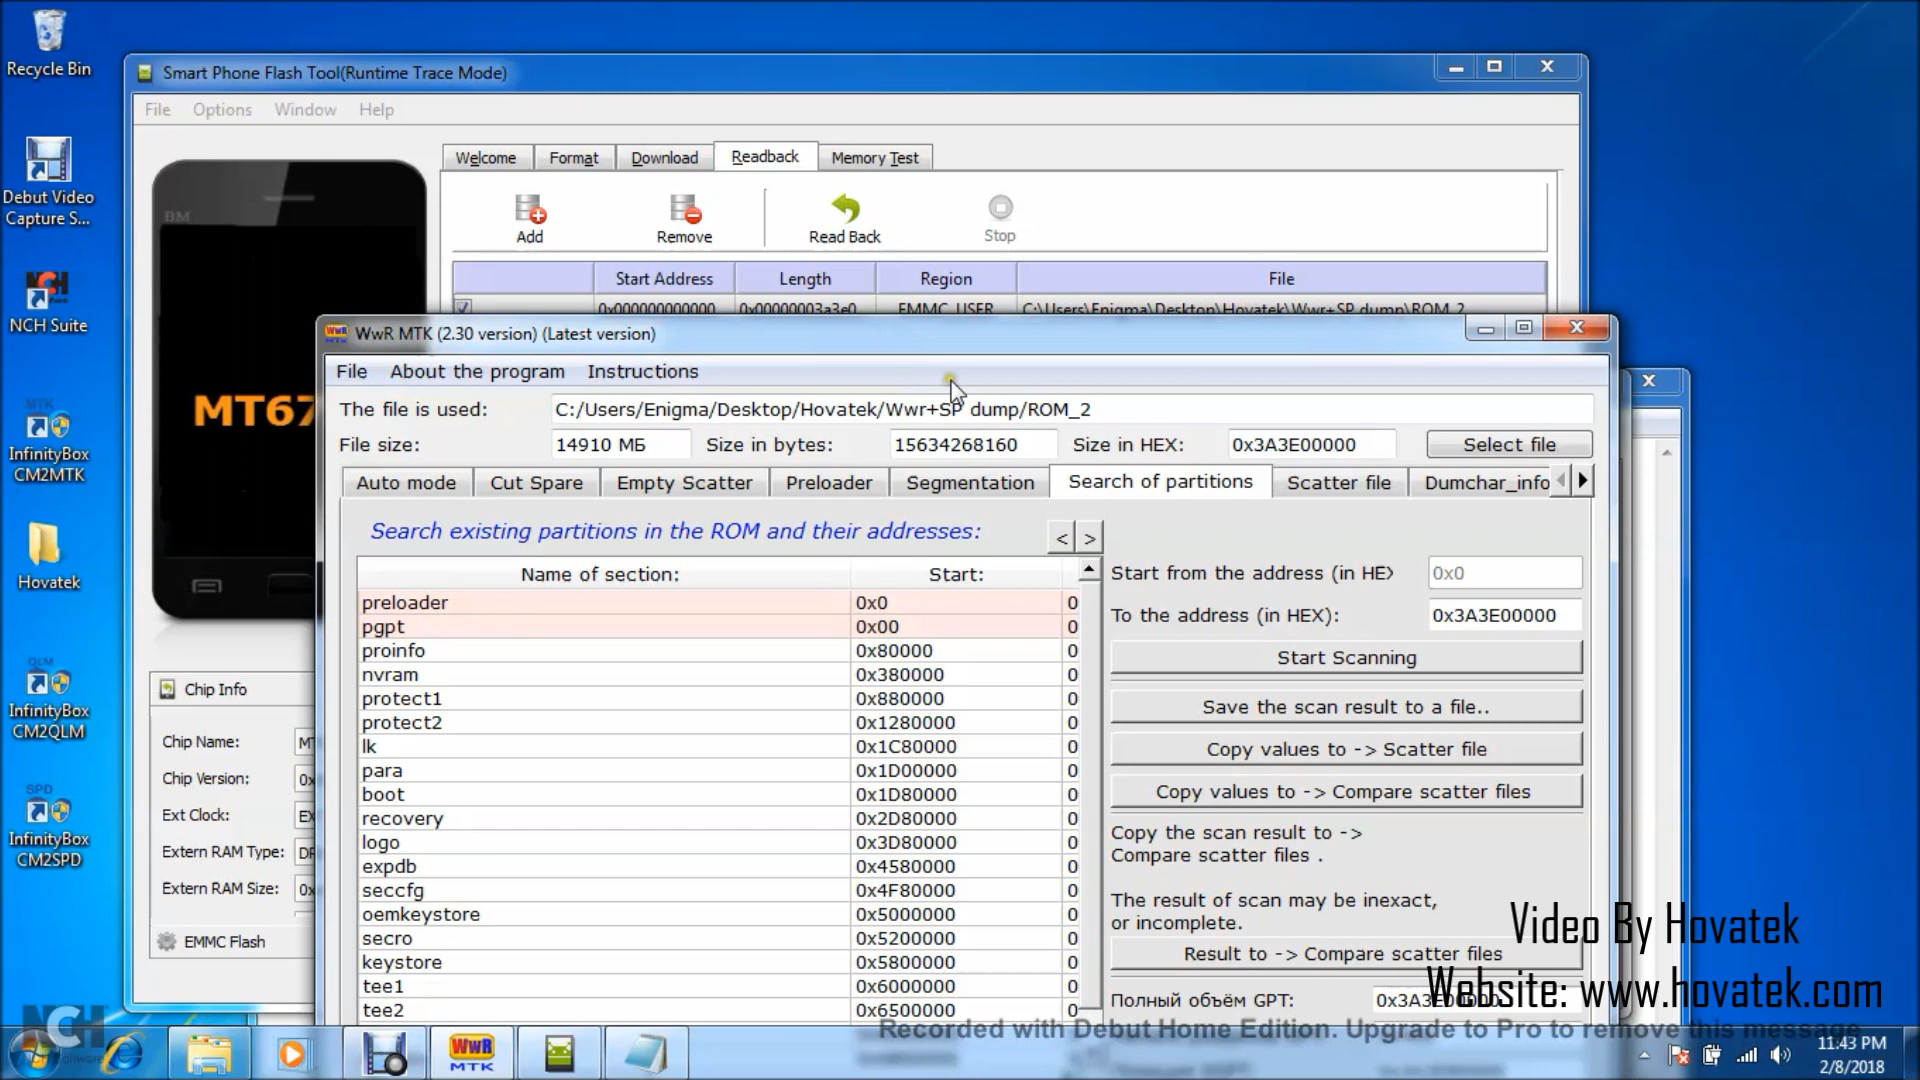 Recycle Bin
Smart Phone Flash Tool(Runtime Trace Mode)
File Options Window Help
Debut Video
Capture S...
NCH Suite
MTK
InfinityBox
CM2MTK
Hovatek
QLM
InfinityBox
CM2QLM
SPD
InfinityBox
CM2SPD
Welcome Format Download Readback Memory Test
BM
Add Remove Read Back Stop
Start Address Length Region File
0x000000000000 0x00000003a3e0 EMMC_USER C:\Users\Enigma\Desktop\Hovatek\Wwr+SP dump\ROM_2
MT67
Chip Info
Chip Name: MT
Chip Version: 0x
Ext Clock: EX
Extern RAM Type: DR
Extern RAM Size: 0x
EMMC Flash
WwR MTK (2.30 version) (Latest version)
File About the program Instructions
The file is used: C:/Users/Enigma/Desktop/Hovatek/Wwr+SP dump/ROM_2
File size: 14910 МБ Size in bytes: 15634268160 Size in HEX: 0x3A3E00000 Select file
Auto mode Cut Spare Empty Scatter Preloader Segmentation Search of partitions Scatter file Dumchar_info
Search existing partitions in the ROM and their addresses: < >
Name of section: Start:
preloader 0x0 0
pgpt 0x00 0
proinfo 0x80000 0
nvram 0x380000 0
protect1 0x880000 0
protect2 0x1280000 0
lk 0x1C80000 0
para 0x1D00000 0
boot 0x1D80000 0
recovery 0x2D80000 0
logo 0x3D80000 0
expdb 0x4580000 0
seccfg 0x4F80000 0
oemkeystore 0x5000000 0
secro 0x5200000 0
keystore 0x5800000 0
tee1 0x6000000 0
tee2 0x6500000 0
Start from the address (in HEX 0x0
To the address (in HEX): 0x3A3E00000
Start Scanning
Save the scan result to a file..
Copy values to -> Scatter file
Copy values to -> Compare scatter files
Copy the scan result to ->
Compare scatter files .
The result of scan may be inexact,
or incomplete.
Result to -> Compare scatter files
Полный объём GPT: 0x3A3E00000
Video By Hovatek
Website: www.hovatek.com
Recorded with Debut Home Edition. Upgrade to Pro to remove this message
NCH
Software
WwR
MTK
11:43 PM
2/8/2018